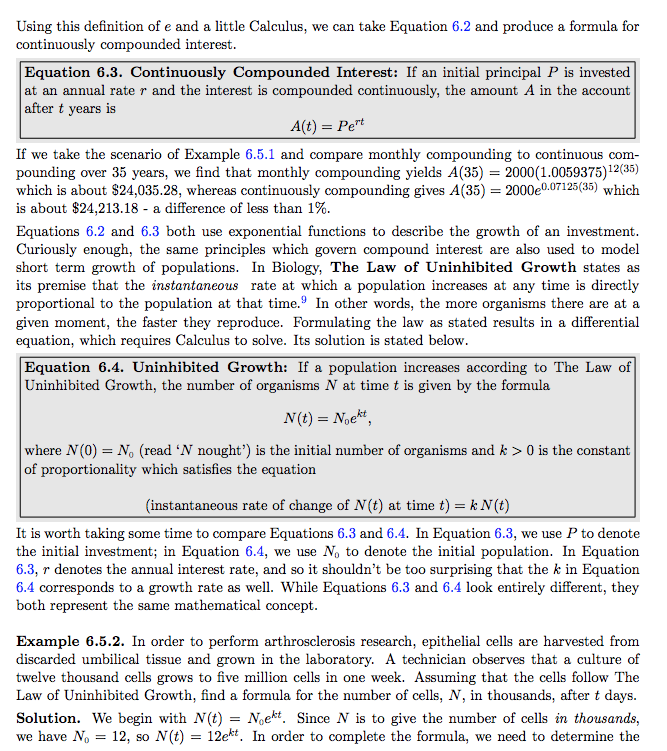 Using this definition of e and a little Calculus, we can take Equation 6.2 and produce a formula for
continuously compounded interest.
Equation 6.3. Continuously Compounded Interest: If an initial principal P is invested
at an annual rate r and the interest is compounded continuously, the amount A in the account
after t years is
A(t) = Pe^{rt}
If we take the scenario of Example 6.5.1 and compare monthly compounding to continuous com-
pounding over 35 years, we find that monthly compounding yields A(35) = 2000(1.0059375)^{12(35)}
which is about $24,035.28, whereas continuously compounding gives A(35) = 2000e^{0.07125(35)} which
is about $24,213.18 - a difference of less than 1%.
Equations 6.2 and 6.3 both use exponential functions to describe the growth of an investment.
Curiously enough, the same principles which govern compound interest are also used to model
short term growth of populations. In Biology, The Law of Uninhibited Growth states as
its premise that the instantaneous rate at which a population increases at any time is directly
proportional to the population at that time.⁹ In other words, the more organisms there are at a
given moment, the faster they reproduce. Formulating the law as stated results in a differential
equation, which requires Calculus to solve. Its solution is stated below.
Equation 6.4. Uninhibited Growth: If a population increases according to The Law of
Uninhibited Growth, the number of organisms N at time t is given by the formula
N(t) = N₀e^{kt},
where N(0) = N₀ (read ‘N nought’) is the initial number of organisms and k > 0 is the constant
of proportionality which satisfies the equation
(instantaneous rate of change of N(t) at time t) = k N(t)
It is worth taking some time to compare Equations 6.3 and 6.4. In Equation 6.3, we use P to denote
the initial investment; in Equation 6.4, we use N₀ to denote the initial population. In Equation
6.3, r denotes the annual interest rate, and so it shouldn’t be too surprising that the k in Equation
6.4 corresponds to a growth rate as well. While Equations 6.3 and 6.4 look entirely different, they
both represent the same mathematical concept.
Example 6.5.2. In order to perform arthrosclerosis research, epithelial cells are harvested from
discarded umbilical tissue and grown in the laboratory. A technician observes that a culture of
twelve thousand cells grows to five million cells in one week. Assuming that the cells follow The
Law of Uninhibited Growth, find a formula for the number of cells, N, in thousands, after t days.
Solution. We begin with N(t) = N₀e^{kt}. Since N is to give the number of cells in thousands,
we have N₀ = 12, so N(t) = 12e^{kt}. In order to complete the formula, we need to determine the